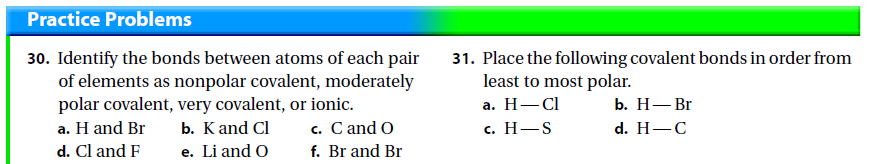 Practice Problems
30. Identify the bonds between atoms of each pair
of elements as nonpolar covalent, moderately
polar covalent, very covalent, or ionic.
a. H and Br b. K and Cl c. C and O
d. Cl and F e. Li and O f. Br and Br
31. Place the following covalent bonds in order from
least to most polar.
a. H—Cl b. H—Br
c. H—S d. H—C